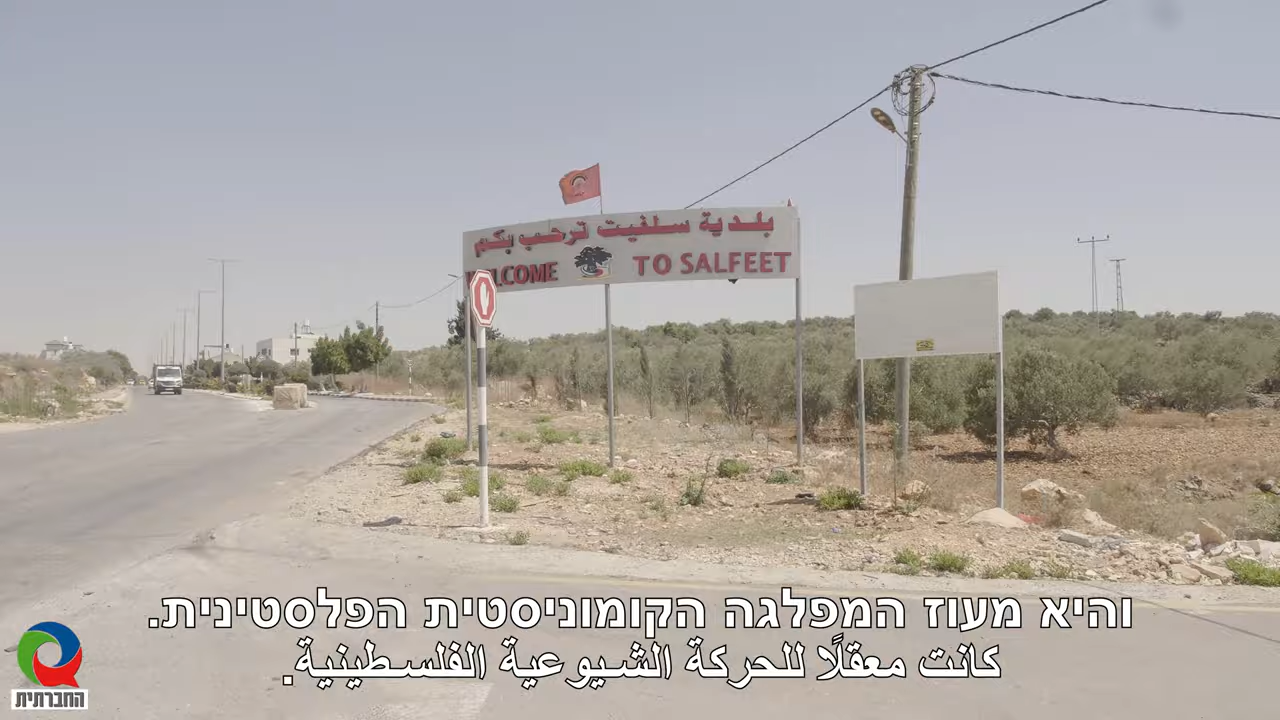 بلدية سلفيت ترحب بكم
WELCOME TO SALFEET
והיא מעוז המפלגה הקומוניסטית הפלסטינית.
كانت معقلًا للحركة الشيوعية الفلسطينية.
החברתית